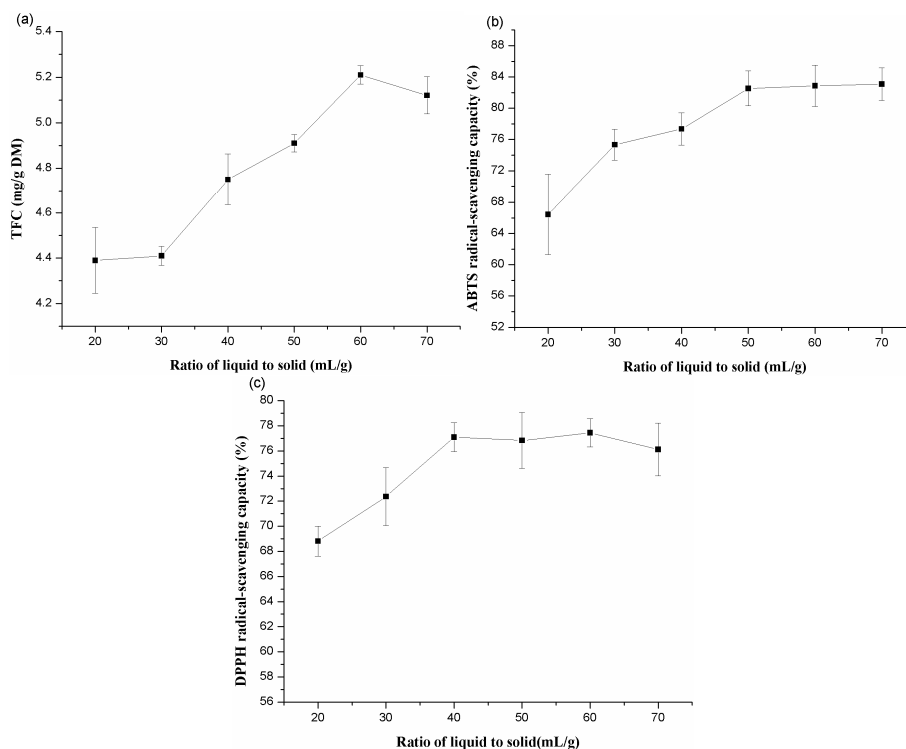 (a)
5.4
5.2
5.0
4.8
4.6
4.4
4.2
TFC (mg/g DM)
20 30 40 50 60 70
Ratio of liquid to solid (mL/g)
(b)
88
84
80
76
72
68
64
60
56
52
ABTS radical-scavenging capacity (%)
20 30 40 50 60 70
Ratio of liquid to solid (mL/g)
(c)
80
78
76
74
72
70
68
66
64
62
60
58
56
DPPH radical-scavenging capacity (%)
20 30 40 50 60 70
Ratio of liquid to solid(mL/g)